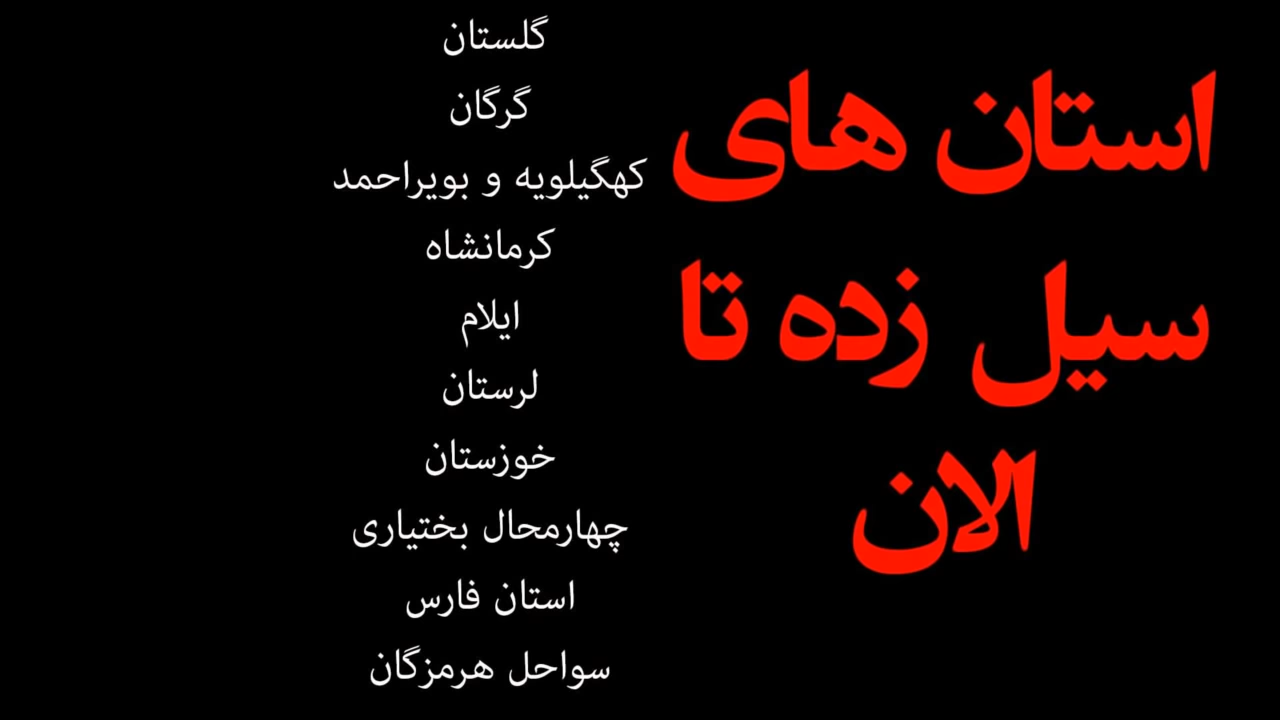 استان های
سیل زده تا
الان
گلستان
گرگان
کهگیلویه و بویراحمد
کرمانشاه
ایلام
لرستان
خوزستان
چهارمحال بختیاری
استان فارس
سواحل هرمزگان